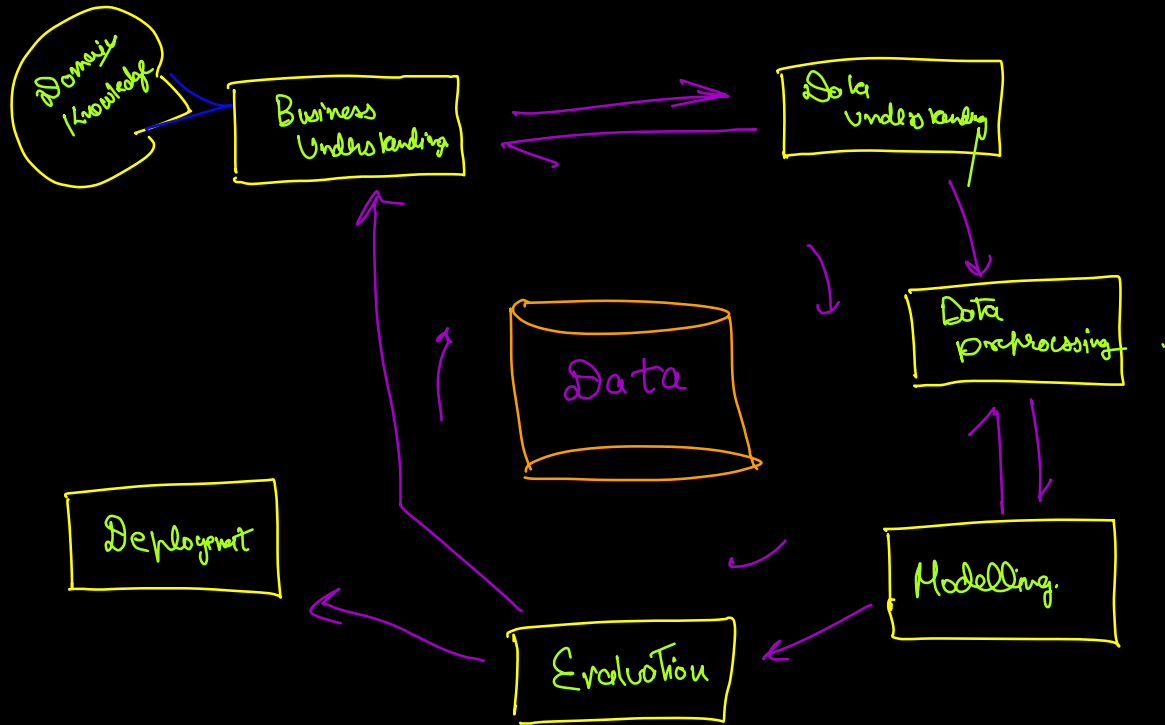 Domain
Knowledge
Business
Understanding
Data
Understanding
Data
Preprocessing
Data
Deployment
Modelling.
Evaluation